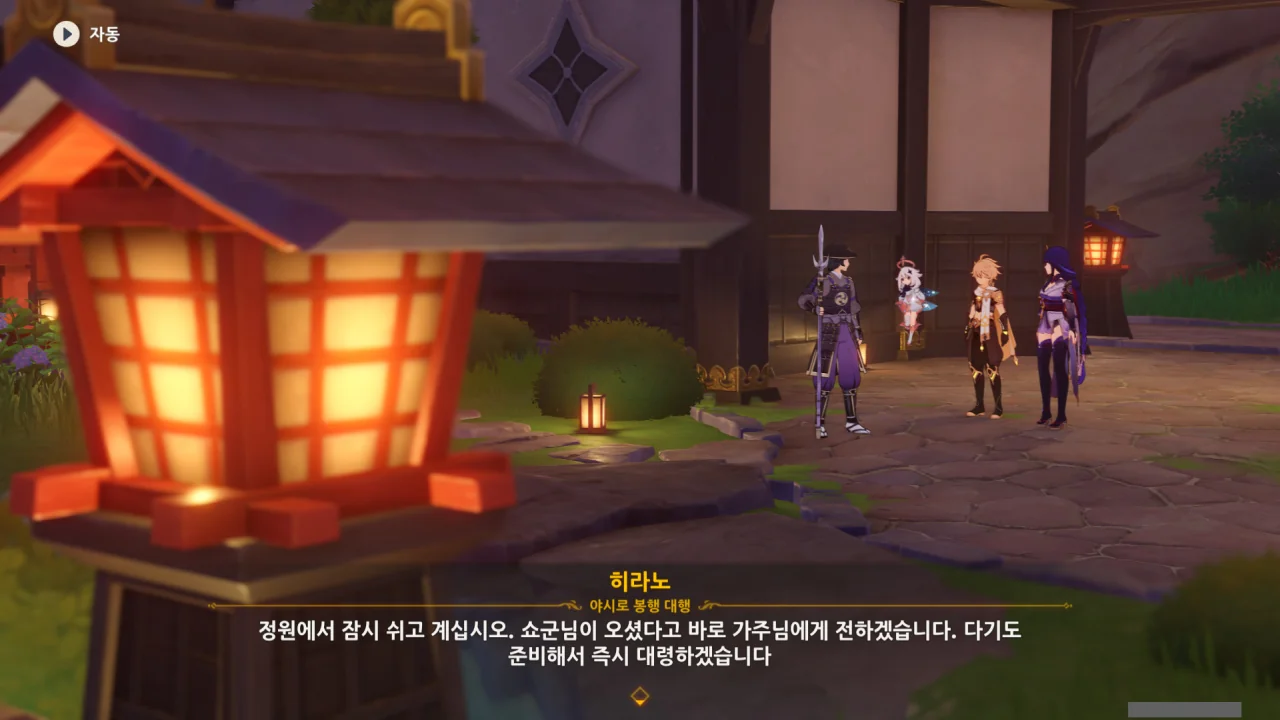 자동
히라노
야시로 봉행 대행
정원에서 잠시 쉬고 계십시오. 쇼군님이 오셨다고 바로 가주님에게 전하겠습니다. 다기도
준비해서 즉시 대령하겠습니다